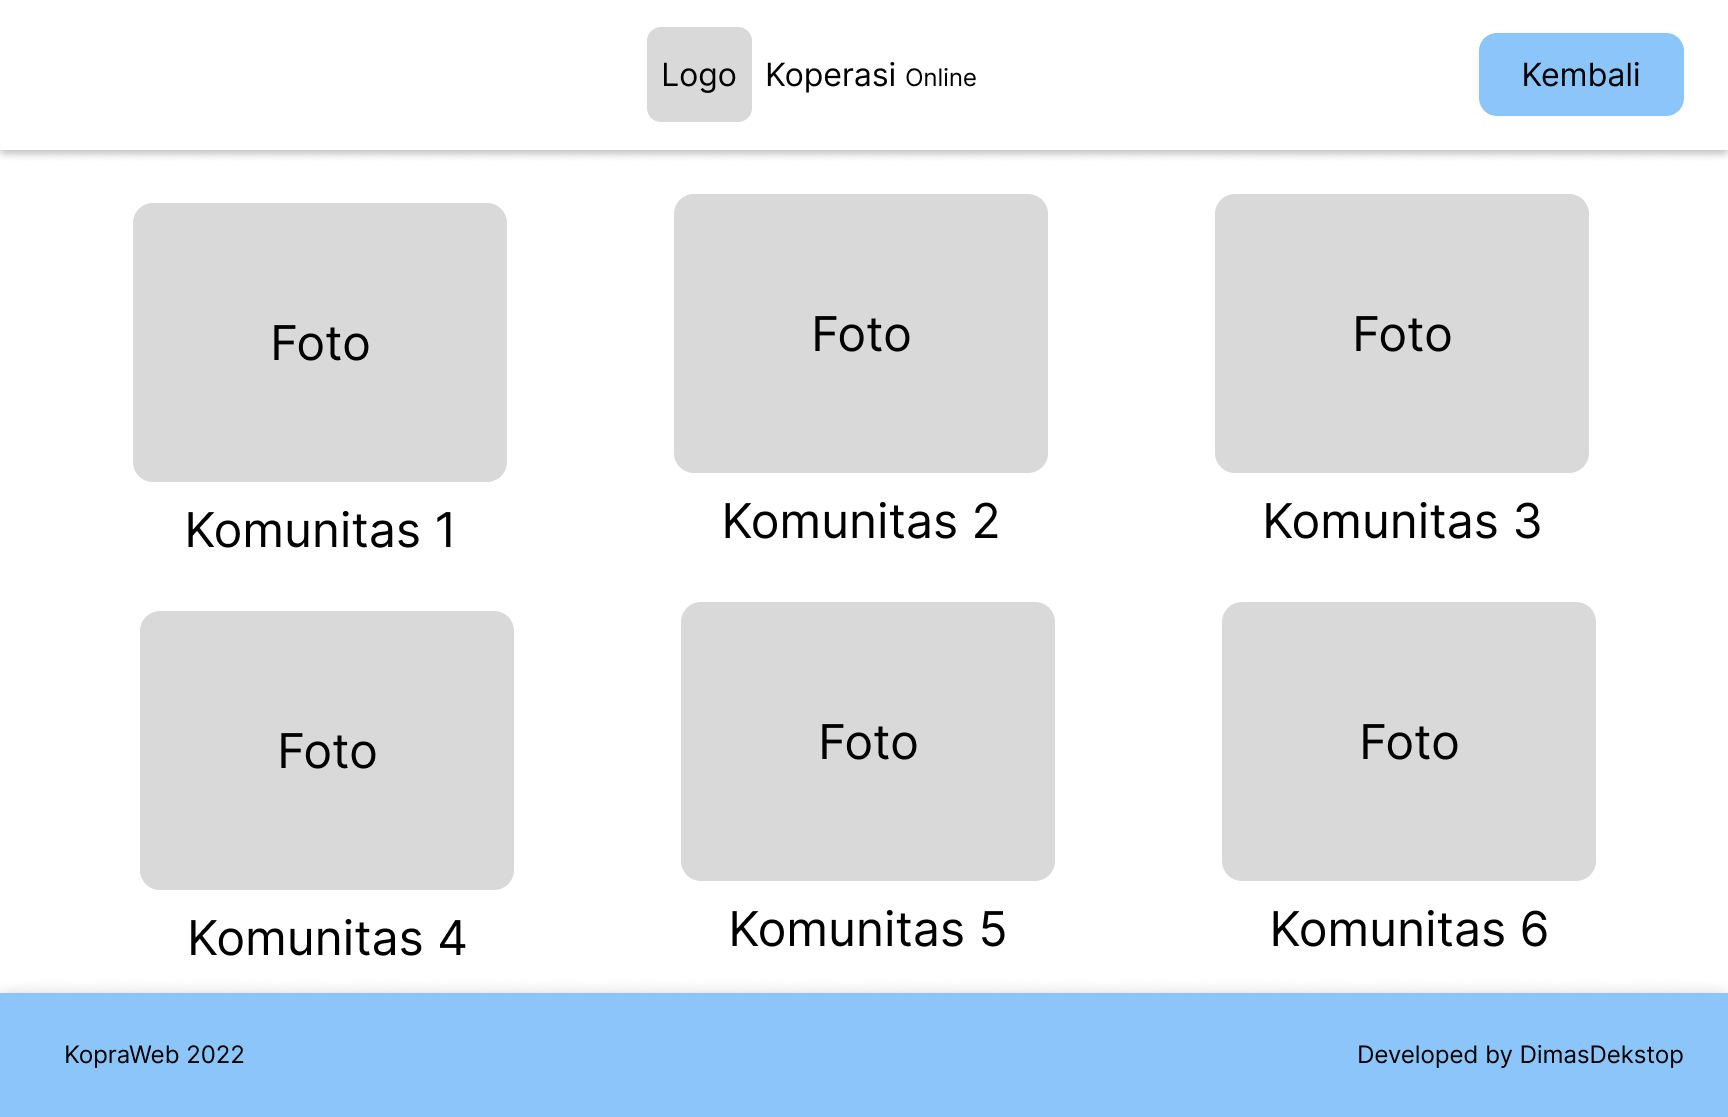 Logo Koperasi Online
Kembali
Foto
Foto
Foto
Komunitas 1
Komunitas 2
Komunitas 3
Foto
Foto
Foto
Komunitas 4
Komunitas 5
Komunitas 6
KopraWeb 2022
Developed by DimasDekstop